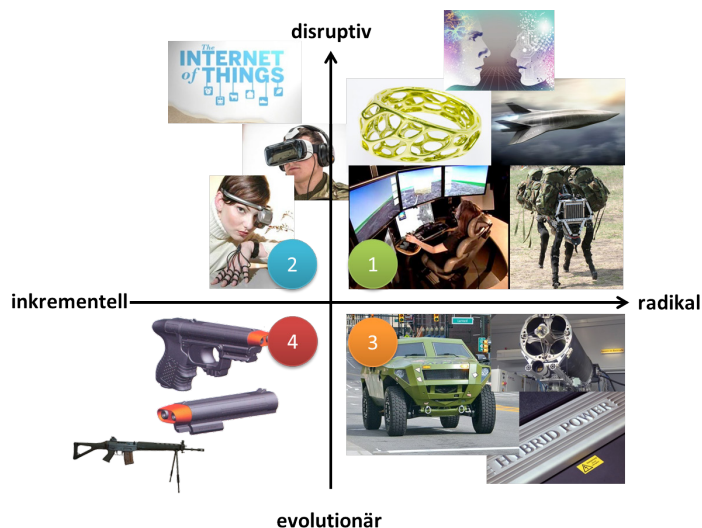 disruptiv
The
INTERNET
of THINGS
2
1
inkrementell
radikal
4
3
HYBRID POWER
evolutionär